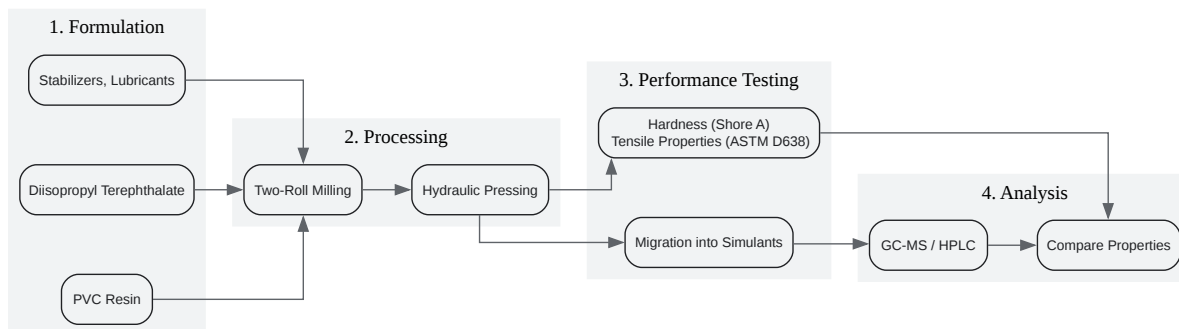 1. Formulation
Stabilizers, Lubricants
Diisopropyl Terephthalate
PVC Resin
2. Processing
Two-Roll Milling
Hydraulic Pressing
3. Performance Testing
Hardness (Shore A)
Tensile Properties (ASTM D638)
Migration into Simulants
4. Analysis
GC-MS / HPLC
Compare Properties